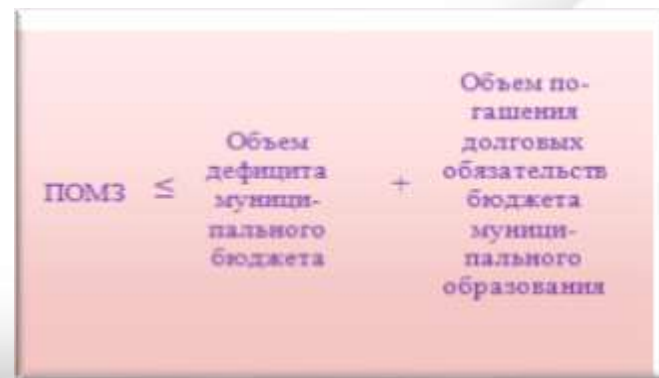 ПОМЗ ≤
Объем
дефицита
муници-
пального
бюджета
+
Объем по-
гашения
долговых
обязательств
бюджета
муници-
пального
образования